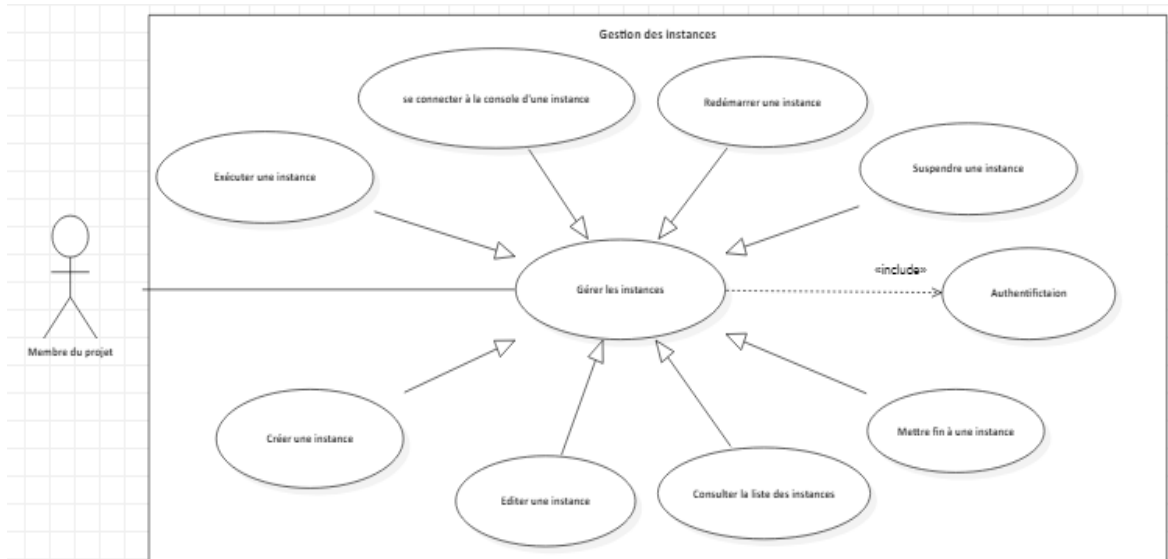 Gestion des instances
se connecter à la console d'une instance
Redémarrer une instance
Exécuter une instance
Suspendre une instance
«include»
Gérer les instances
Authentifictaion
Membre du projet
Créer une instance
Mettre fin à une instance
Editer une instance
Consulter la liste des instances